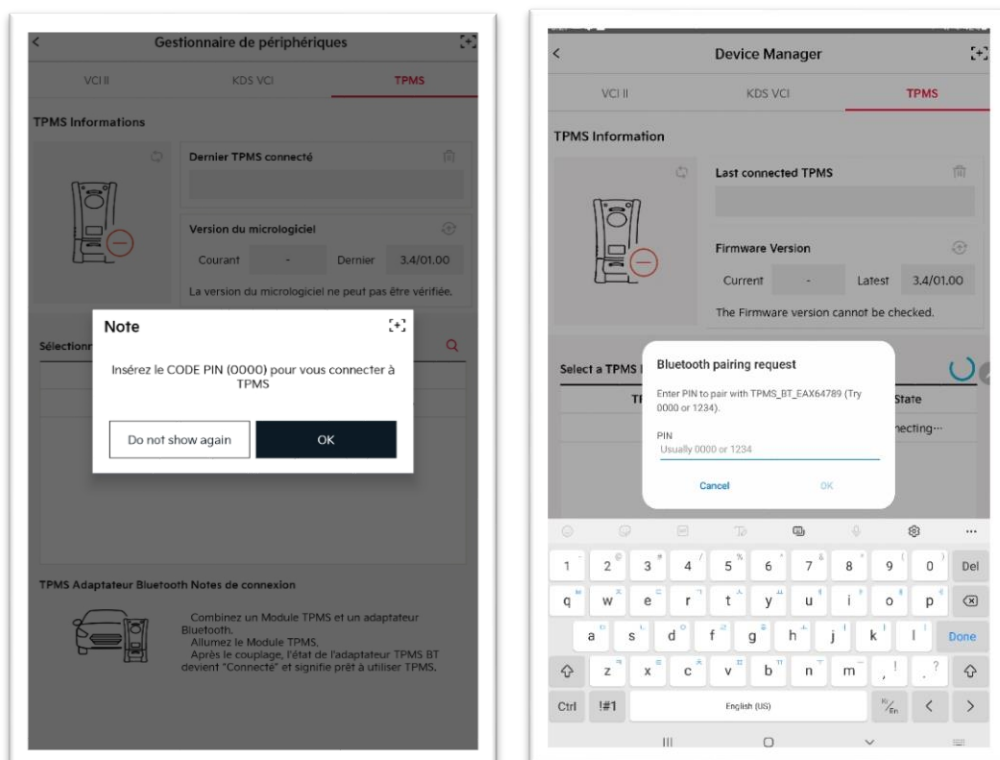 Gestionnaire de périphériques
VCI II
KDS VCI
TPMS
TPMS Informations
Dernier TPMS connecté
Version du micrologiciel
Courant - Dernier 3.4/01.00
La version du micrologiciel ne peut pas être vérifiée.
Note
Insérez le CODE PIN (0000) pour vous connecter à
TPMS
Do not show again
OK
TPMS Adaptateur Bluetooth Notes de connexion
Combinez un Module TPMS et un adaptateur
Bluetooth.
Allumez le Module TPMS.
Après le couplage, l'état de l'adaptateur TPMS BT
devient "Connecté" et signifie prêt à utiliser TPMS.
Device Manager
VCI II
KDS VCI
TPMS
TPMS Information
Last connected TPMS
Firmware Version
Current - Latest 3.4/01.00
The Firmware version cannot be checked.
Select a TPMS
State
Bluetooth pairing request
Enter PIN to pair with TPMS_BT_EAX64789 (Try
0000 or 1234).
PIN
Usually 0000 or 1234
Cancel
OK
1 2 3 4 5 6 7 8 9 0 Del
q w e r t y u i o p
a s d f g h j k l Done
z x c v b n m , ! . ?
Ctrl !#1 English (US) < >